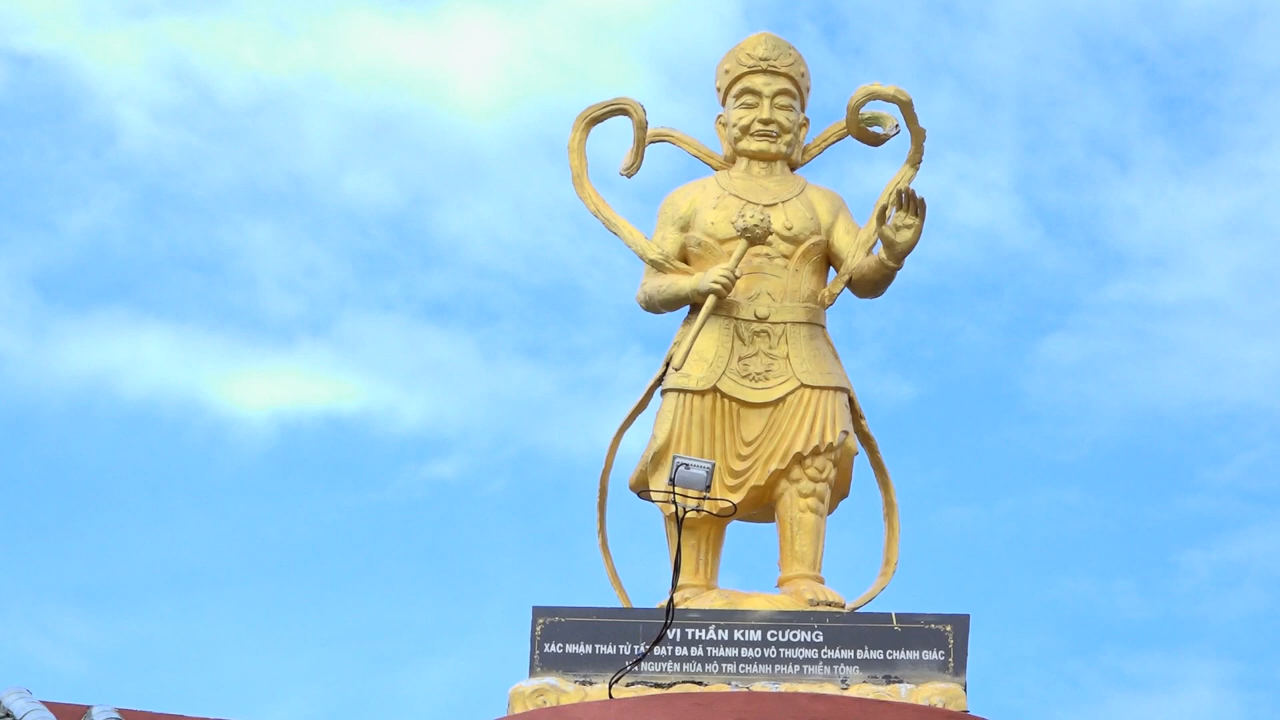 VỊ THẦN KIM CƯƠNG
XÁC NHẬN THÁI TỬ TẤT ĐẠT ĐA ĐÃ THÀNH ĐẠO VÔ THƯỢNG CHÁNH ĐẲNG CHÁNH GIÁC
NGUYỆN HỨA HỘ TRÌ CHÁNH PHÁP THIỀN TÔNG.